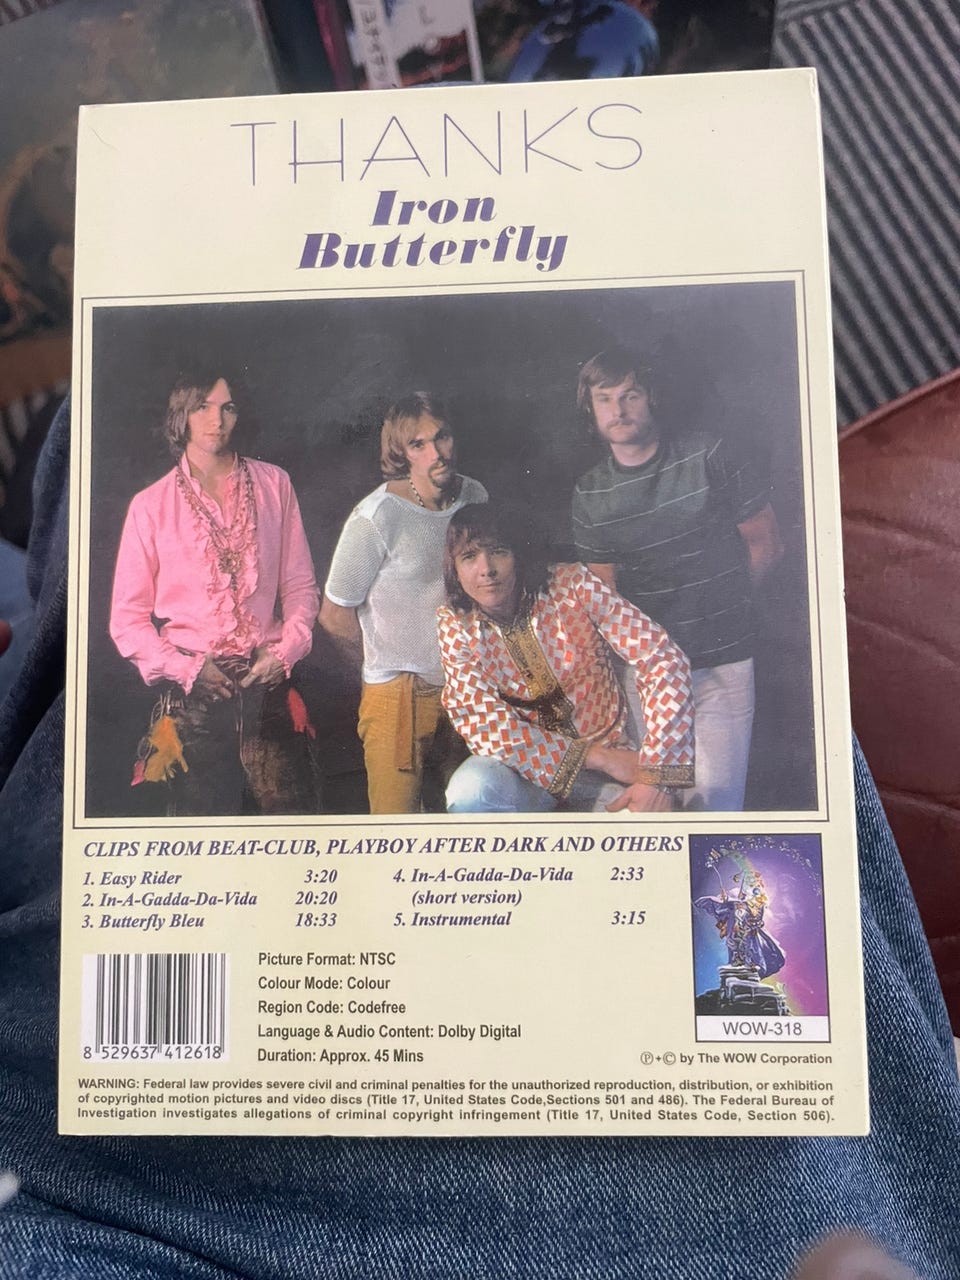 THANKS
Iron
Butterfly
CLIPS FROM BEAT-CLUB, PLAYBOY AFTER DARK AND OTHERS
1. Easy Rider 3:20
2. In-A-Gadda-Da-Vida 20:20
3. Butterfly Bleu 18:33
4. In-A-Gadda-Da-Vida 2:33
(short version)
5. Instrumental 3:15
Picture Format: NTSC
Colour Mode: Colour
Region Code: Codefree
Language & Audio Content: Dolby Digital
Duration: Approx. 45 Mins
8 529637 412618
WOW-318
Ⓟ+© by The WOW Corporation
WARNING: Federal law provides severe civil and criminal penalties for the unauthorized reproduction, distribution, or exhibition
of copyrighted motion pictures and video discs (Title 17, United States Code,Sections 501 and 486). The Federal Bureau of
Investigation investigates allegations of criminal copyright infringement (Title 17, United States Code, Section 506).